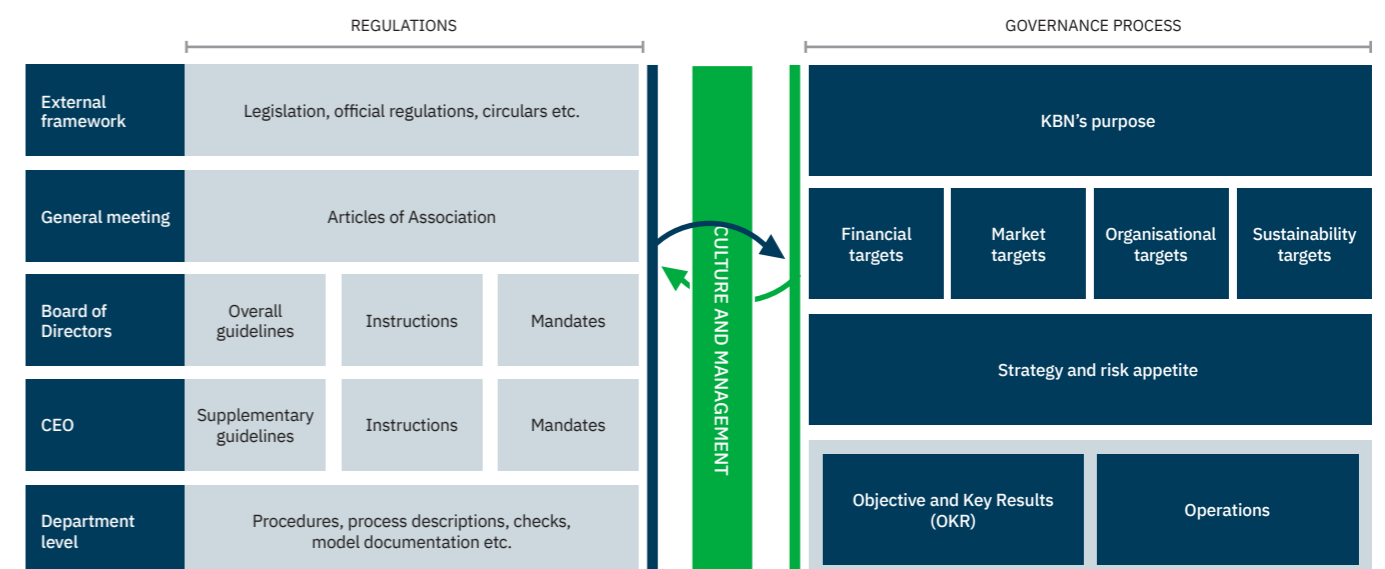 REGULATIONS
GOVERNANCE PROCESS
External
framework
Legislation, official regulations, circulars etc.
General meeting
Articles of Association
Board of
Directors
Overall
guidelines
Instructions
Mandates
CEO
Supplementary
guidelines
Instructions
Mandates
Department
level
Procedures, process descriptions, checks,
model documentation etc.
CULTURE AND MANAGEMENT
KBN's purpose
Financial
targets
Market
targets
Organisational
targets
Sustainability
targets
Strategy and risk appetite
Objective and Key Results
(OKR)
Operations